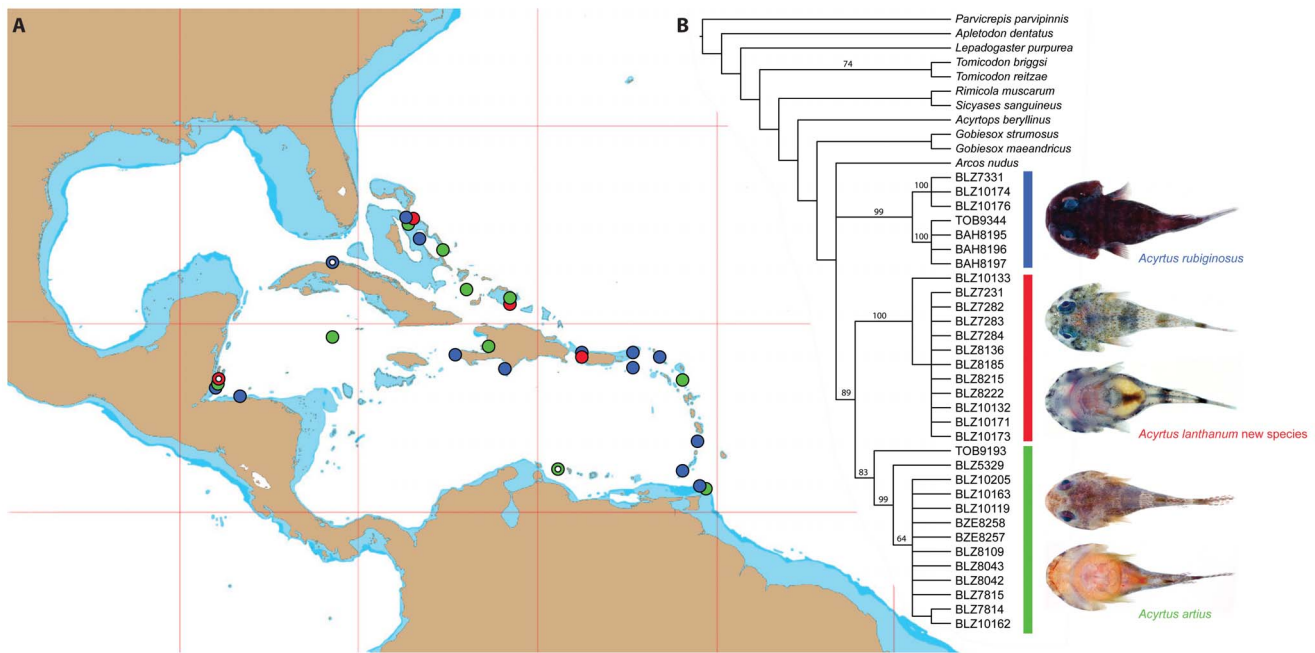 A
B
Parvicrepis parvipinnis
Apletodon dentatus
Lepadogaster purpurea
74
Tomicodon briggsi
Tomicodon reitzae
Rimicola muscarum
Sicyases sanguineus
Acyrtops beryllinus
Gobiesox strumosus
Gobiesox maeandricus
Arcos nudus
BLZ7331
100
BLZ10174
BLZ10176
99
TOB9344
100
BAH8195
BAH8196
BAH8197
Acyrtus rubiginosus
BLZ10133
BLZ7231
BLZ7282
100
BLZ7283
BLZ7284
BLZ8136
BLZ8185
BLZ8215
89
BLZ8222
BLZ10132
BLZ10171
BLZ10173
Acyrtus lanthanum new species
TOB9193
83
BLZ5329
BLZ10205
99
BLZ10163
BLZ10119
BZE8258
64
BZE8257
BLZ8109
BLZ8043
BLZ8042
BLZ7815
BLZ7814
BLZ10162
Acyrtus artius